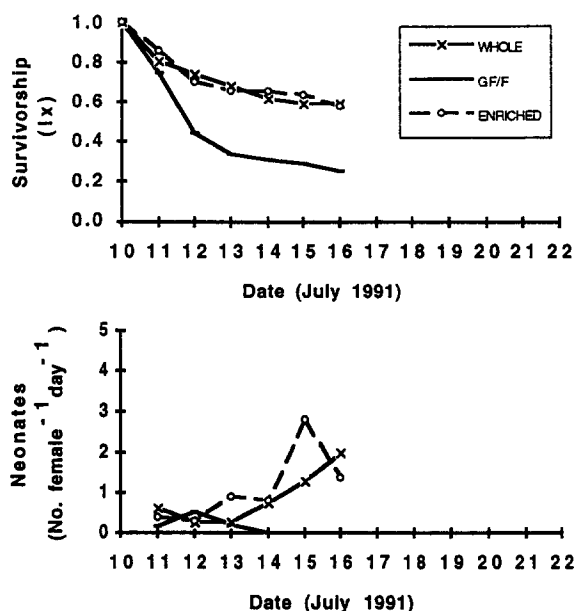 1.0
0.8
0.6
0.4
0.2
0.0
Survivorship
(lx)
WHOLE
GF/F
ENRICHED
10 11 12 13 14 15 16 17 18 19 20 21 22
Date (July 1991)
5
4
3
2
1
0
Neonates
(No. female-1 day-1)
10 11 12 13 14 15 16 17 18 19 20 21 22
Date (July 1991)